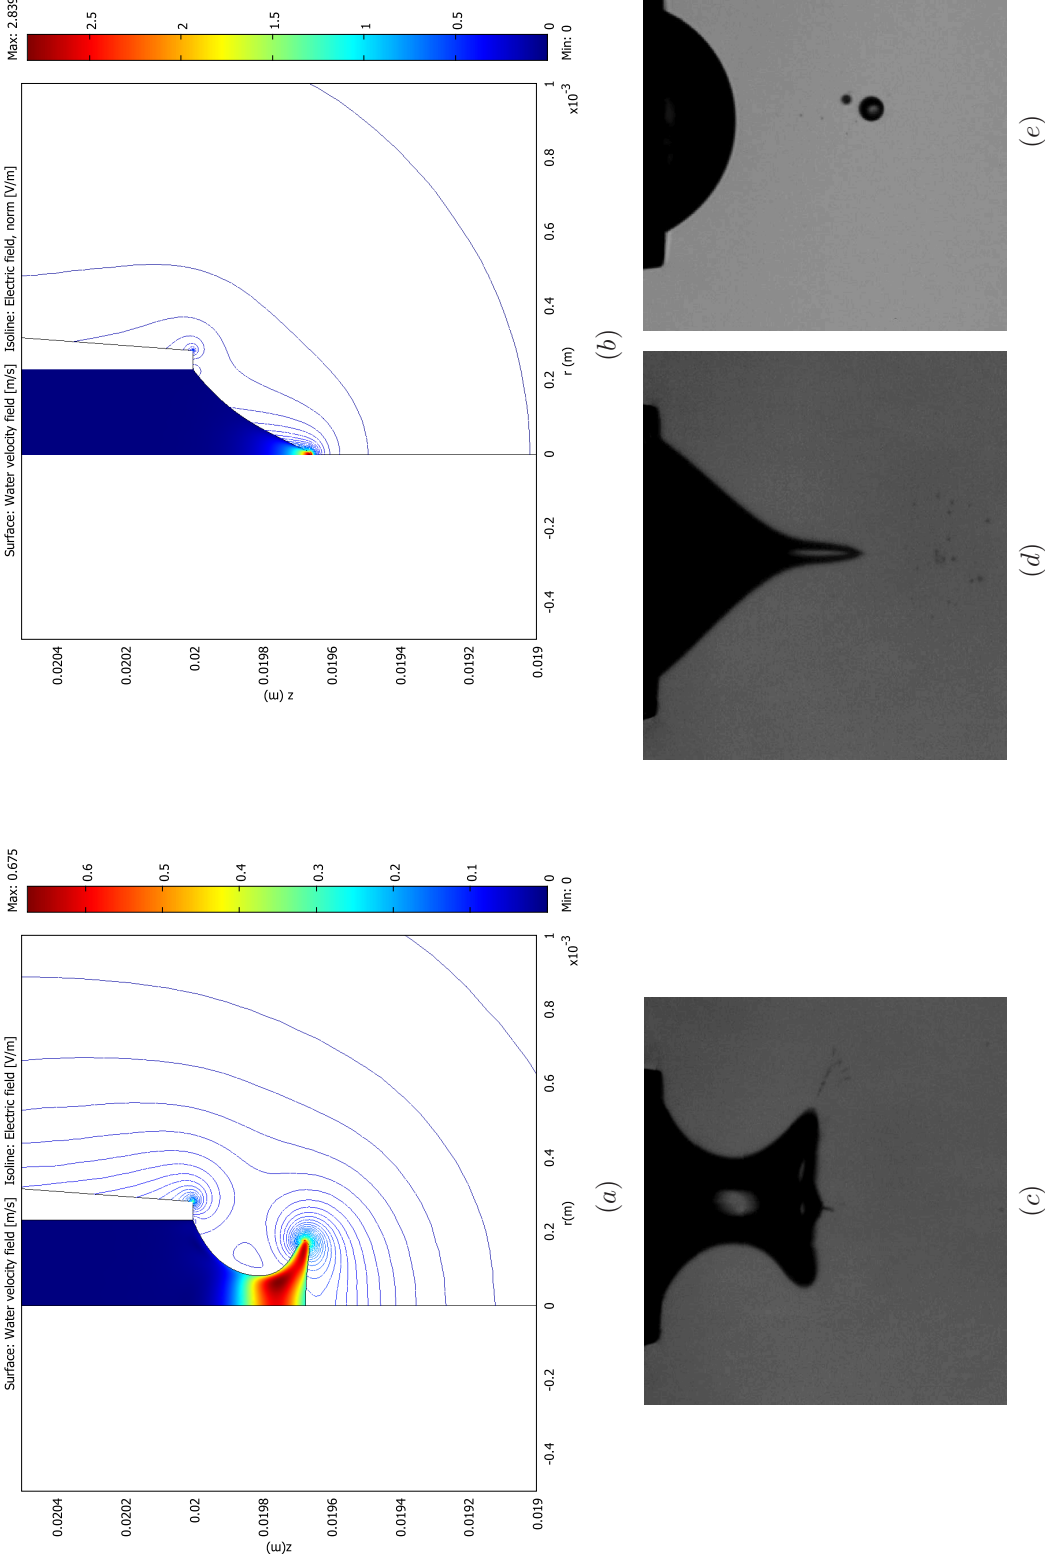 Surface: Water velocity field [m/s]   Isoline: Electric field [V/m]
Max: 0.675
0.6
0.5
0.4
0.3
0.2
0.1
0
Min: 0
0.0204
0.0202
0.02
0.0198
0.0196
0.0194
0.0192
0.019
z(m)
-0.4
-0.2
0
0.2
0.4
0.6
0.8
1
x10-3
r(m)
(a)
Surface: Water velocity field [m/s]   Isoline: Electric field, norm [V/m]
Max: 2.839
2.5
2
1.5
1
0.5
0
Min: 0
0.0204
0.0202
0.02
0.0198
0.0196
0.0194
0.0192
0.019
z (m)
-0.4
-0.2
0
0.2
0.4
0.6
0.8
1
x10-3
r (m)
(b)
(c)
(d)
(e)